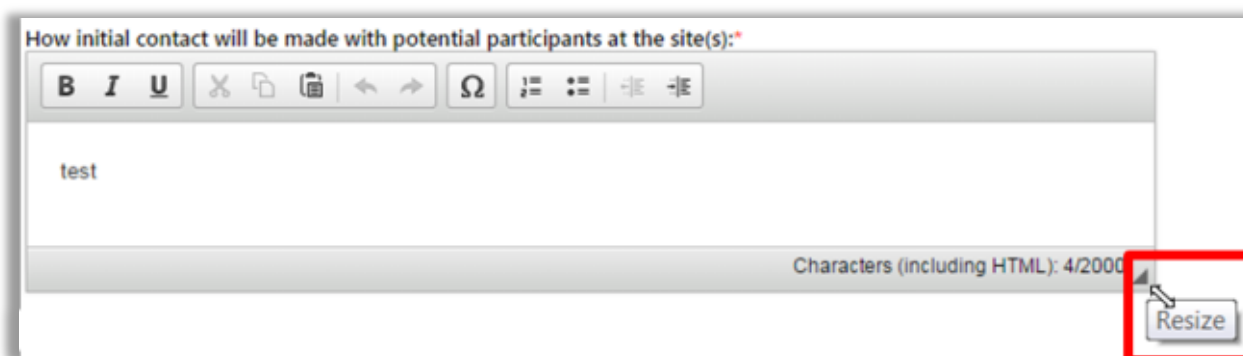 How initial contact will be made with potential participants at the site(s):*
B I U Ω
test
Characters (including HTML): 4/2000
Resize